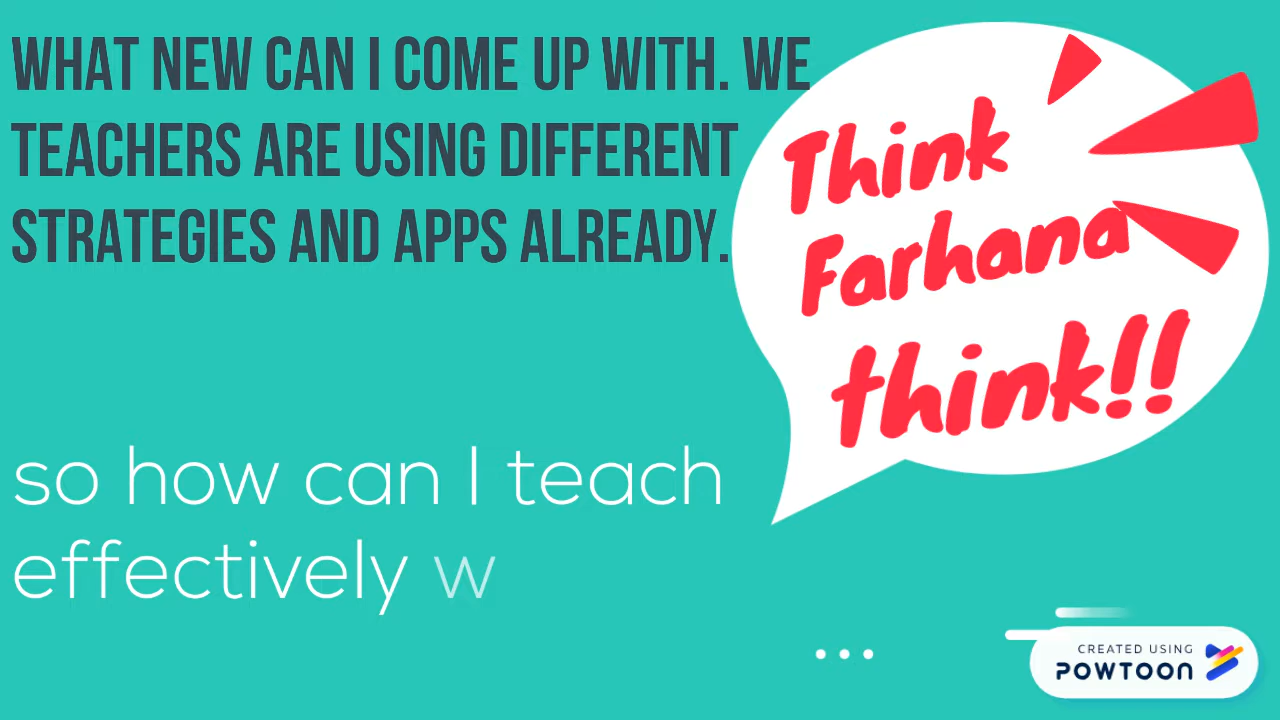 WHAT NEW CAN I COME UP WITH. WE
TEACHERS ARE USING DIFFERENT
STRATEGIES AND APPS ALREADY.
Think
Farhana
think!!
so how can I teach
effectively w
...
CREATED USING
POWTOON